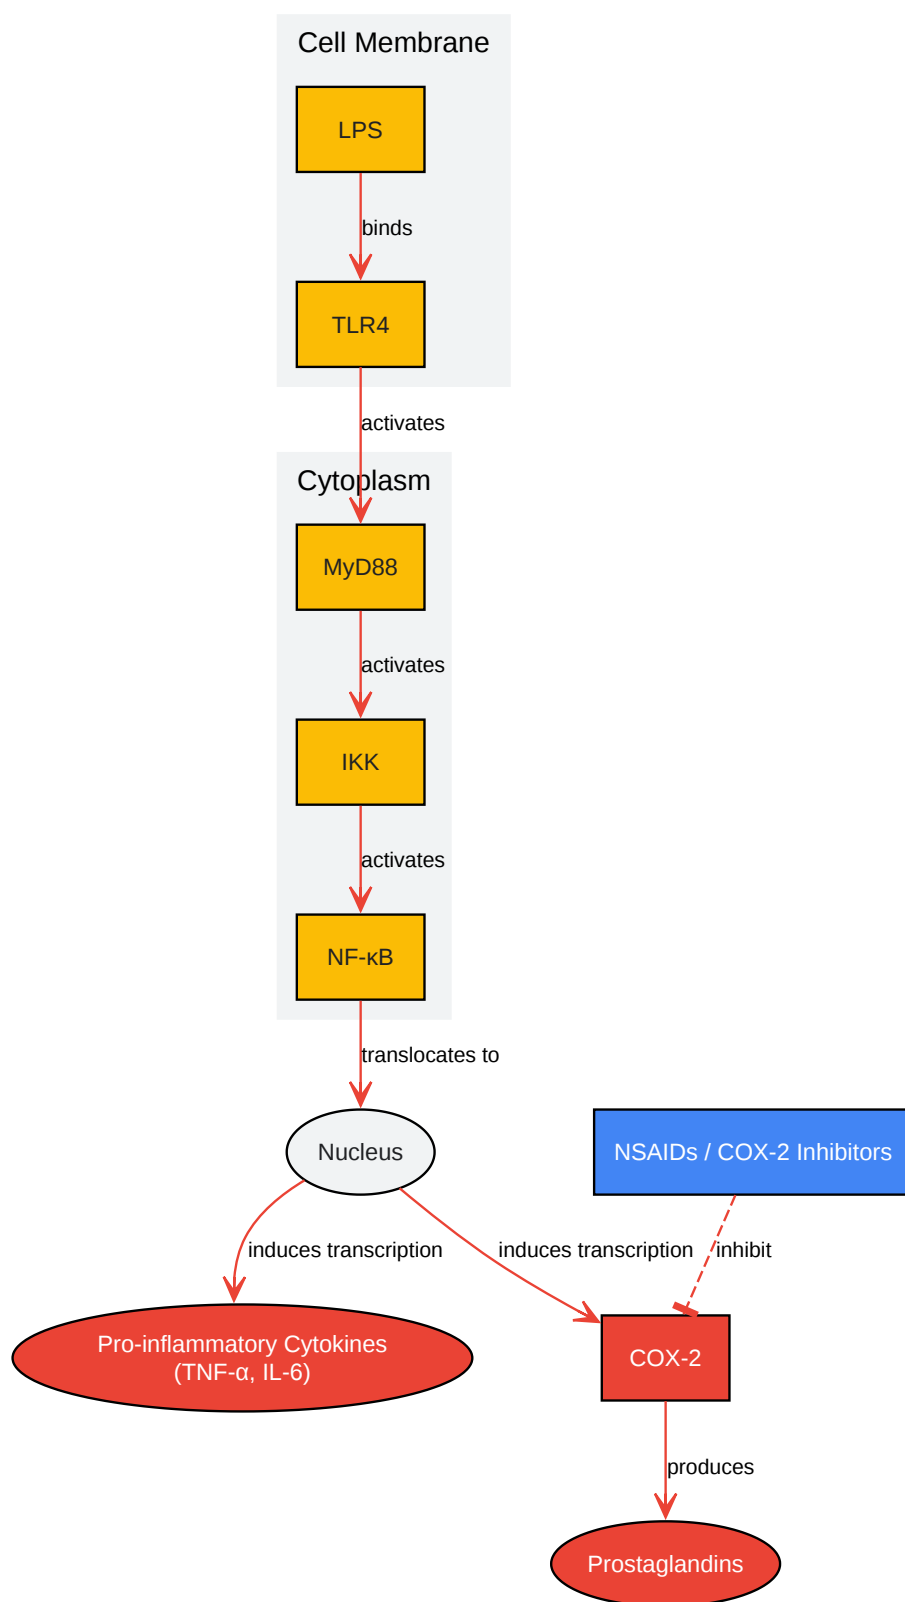 Cell Membrane
LPS
binds
TLR4
activates
Cytoplasm
MyD88
activates
IKK
activates
NF-κB
translocates to
Nucleus
NSAIDs / COX-2 Inhibitors
induces transcription
induces transcription
inhibit
Pro-inflammatory Cytokines
(TNF-α, IL-6)
COX-2
produces
Prostaglandins